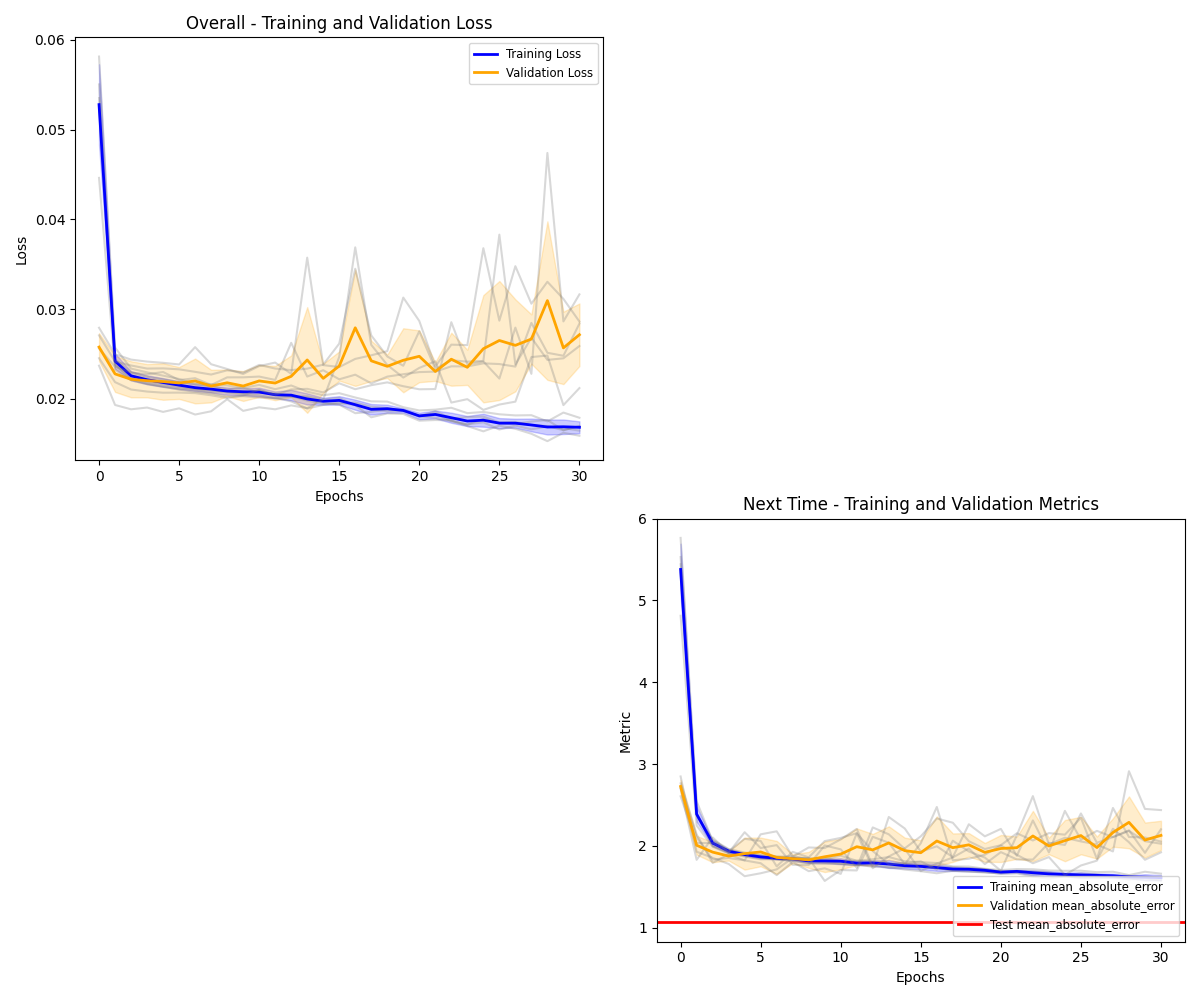 Overall - Training and Validation Loss
Training Loss
Validation Loss
0.06
0.05
0.04
0.03
0.02
Loss
0 5 10 15 20 25 30
Epochs
Next Time - Training and Validation Metrics
6
5
4
3
2
1
Metric
Training mean_absolute_error
Validation mean_absolute_error
Test mean_absolute_error
0 5 10 15 20 25 30
Epochs